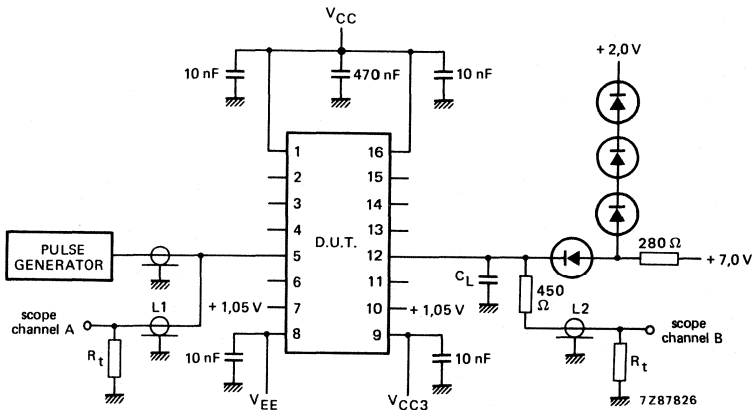 VCC
+ 2,0 V
10 nF
470 nF
10 nF
1
16
2
15
3
14
4
13
D.U.T.
PULSE GENERATOR
5
12
280 Ω
+ 7,0 V
6
11
CL
450 Ω
L1
L2
scope channel A
+ 1,05 V
7
10
+ 1,05 V
scope channel B
8
9
Rt
10 nF
10 nF
Rt
VEE
VCC3
7Z87826